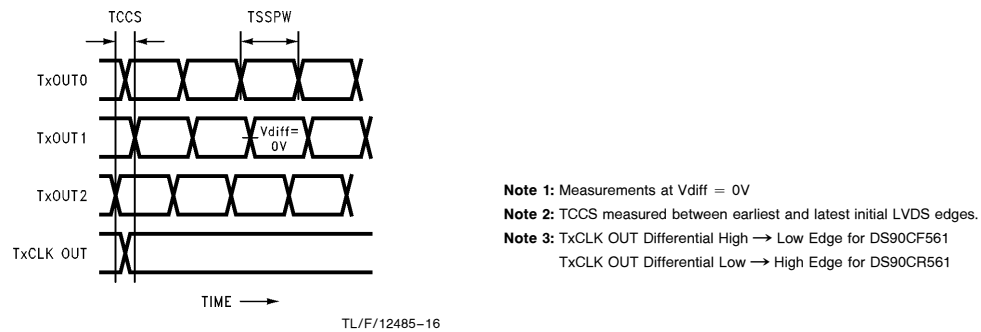 TCCS TSSPW
TxOUT0
TxOUT1
Vdiff=
0V
TxOUT2
TxCLK OUT
TIME →
TL/F/12485–16
Note 1: Measurements at Vdiff = 0V
Note 2: TCCS measured between earliest and latest initial LVDS edges.
Note 3: TxCLK OUT Differential High → Low Edge for DS90CF561
TxCLK OUT Differential Low → High Edge for DS90CR561